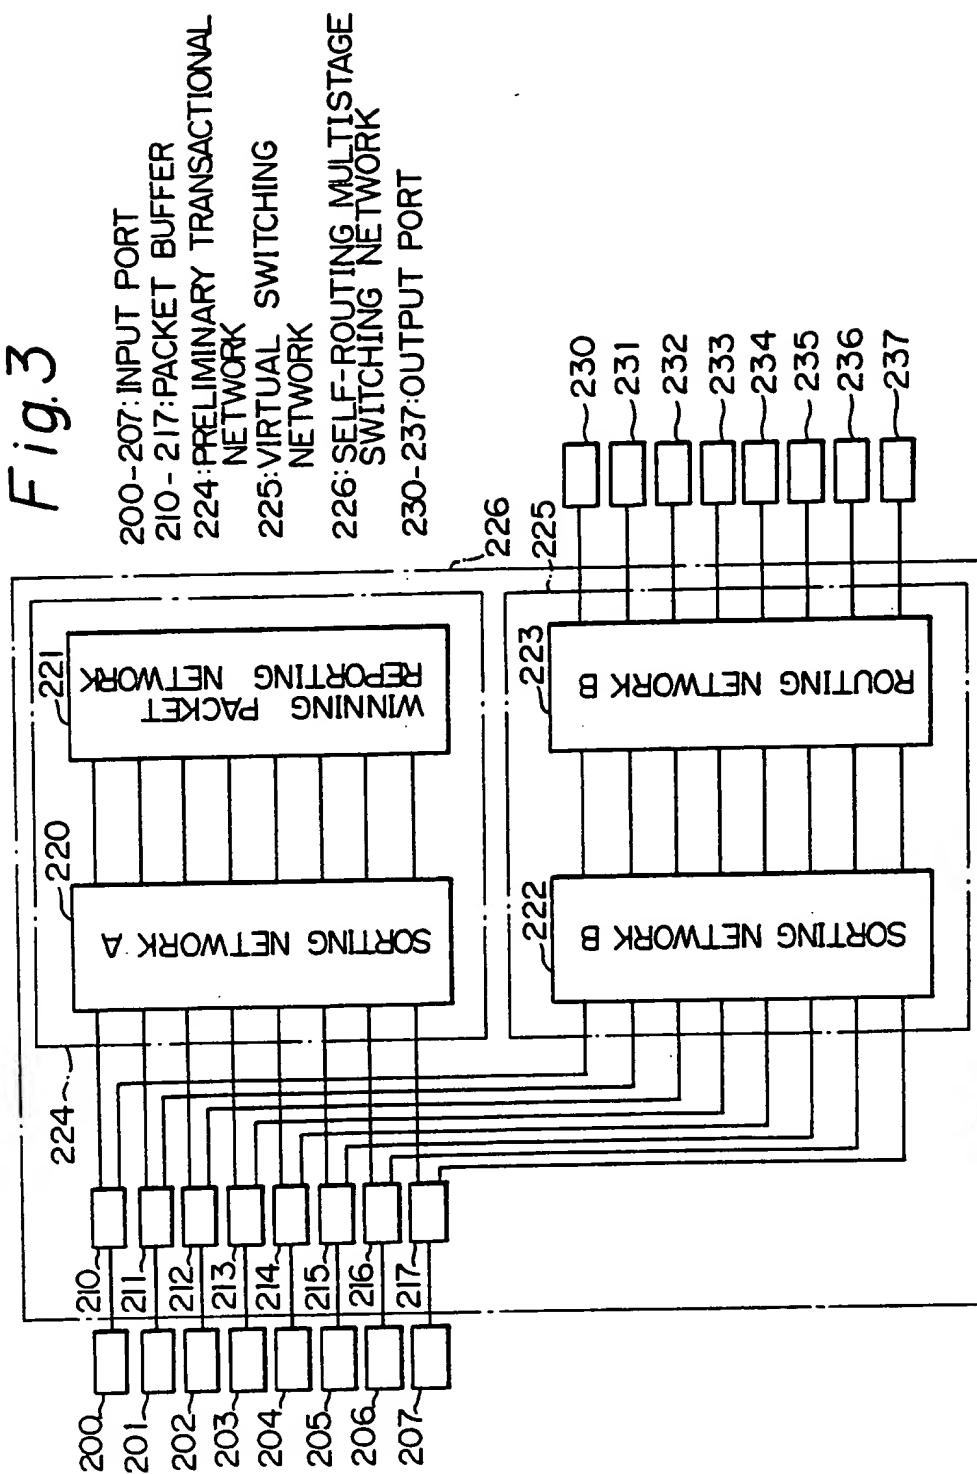 Fig.3
200-207:INPUT PORT
210-217:PACKET BUFFER
224:PRELIMINARY TRANSACTIONAL
NETWORK
225:VIRTUAL SWITCHING
NETWORK
226:SELF-ROUTING MULTISTAGE
SWITCHING NETWORK
230-237:OUTPUT PORT
200
201
202
203
204
205
206
207
210
211
212
213
214
215
216
217
224
220
SORTING NETWORK A
221
WINNING PACKET
REPORTING NETWORK
226
225
222
SORTING NETWORK B
223
ROUTING NETWORK B
230
231
232
233
234
235
236
237